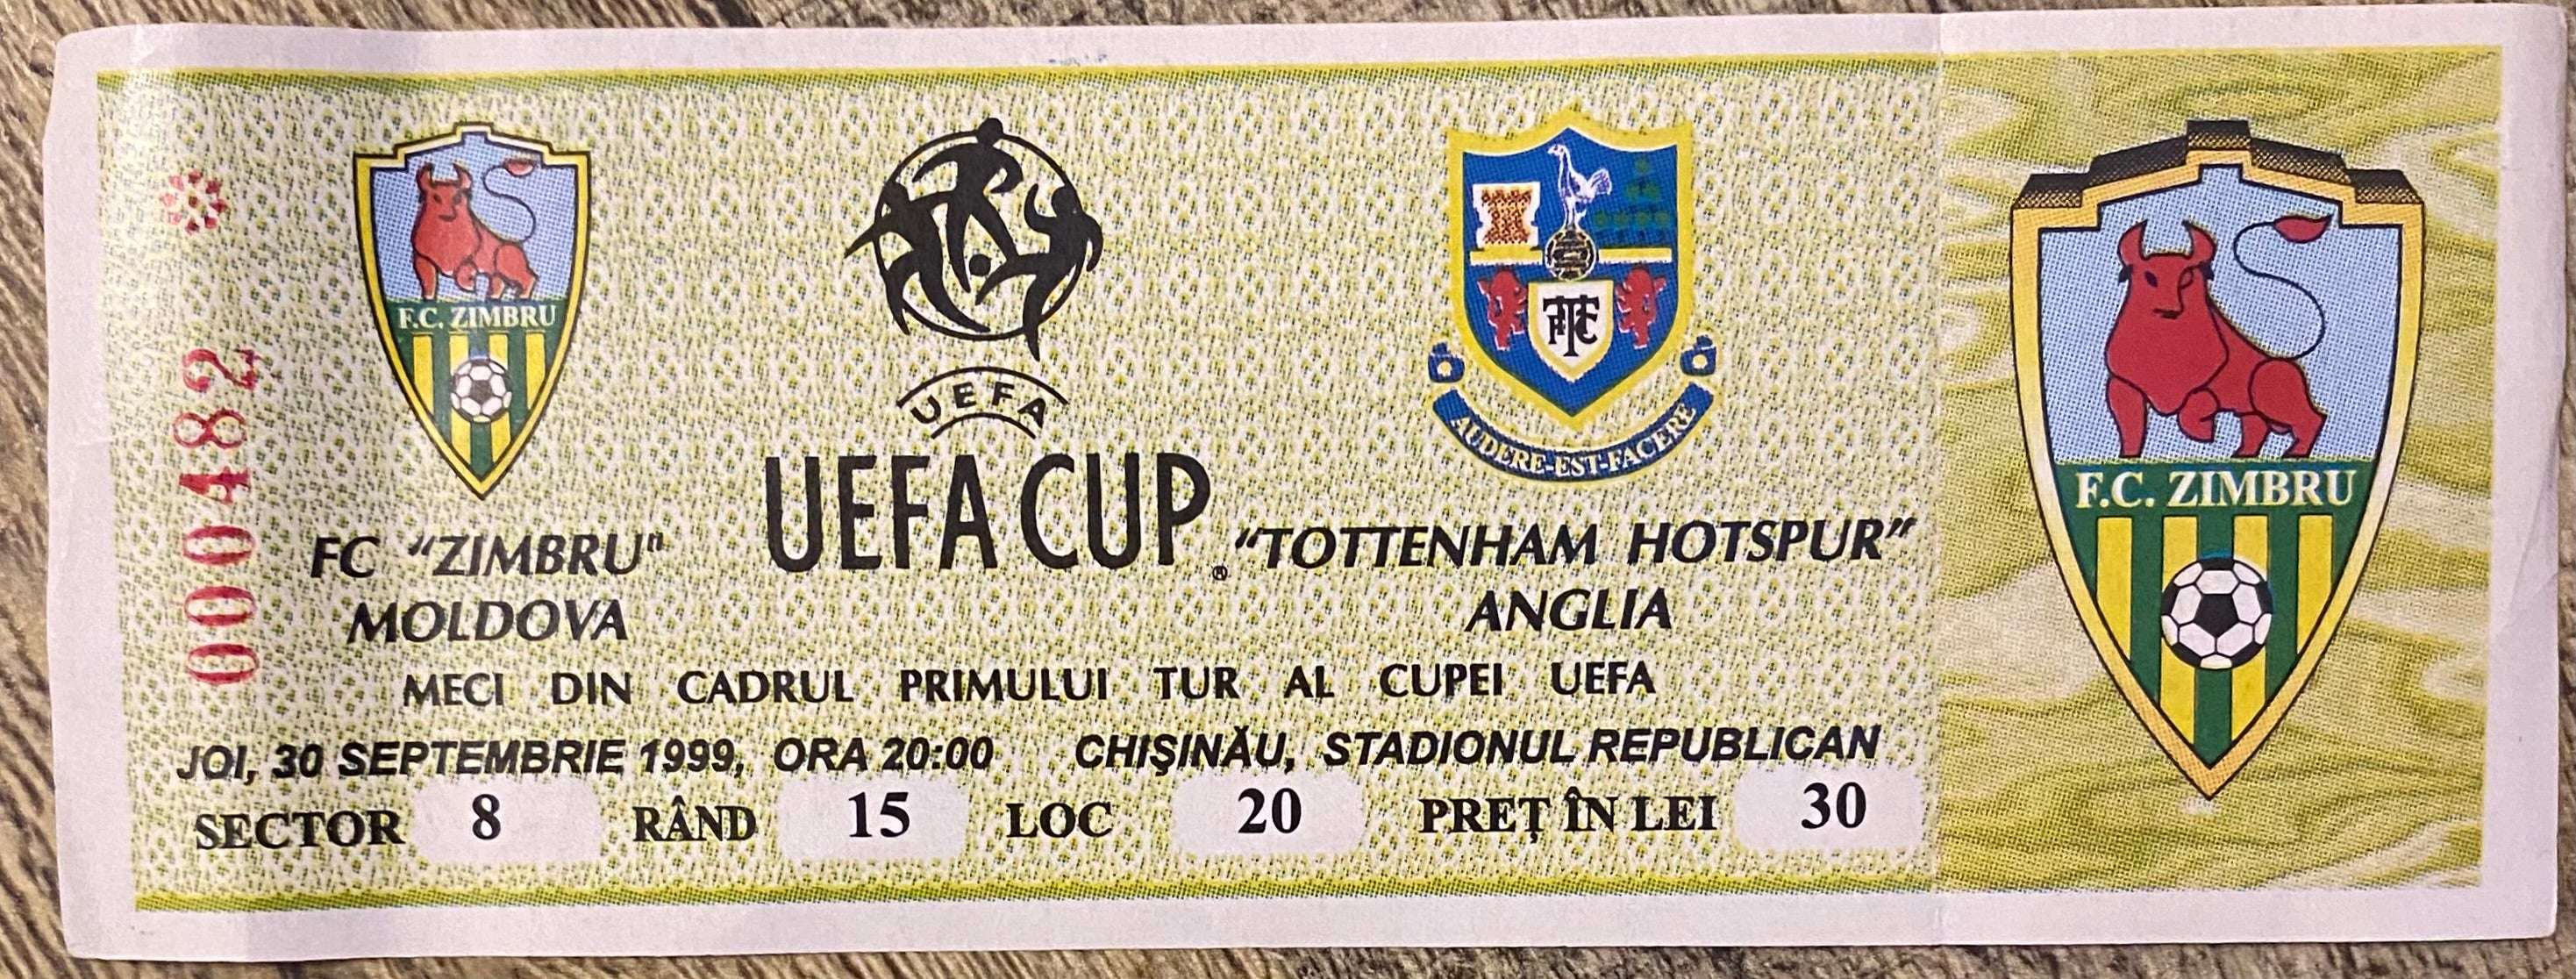 000482
F.C. ZIMBRU
UEFA
UEFA CUP ®
THFC
AUDERE-EST-FACERE
FC "ZIMBRU"
MOLDOVA
"TOTTENHAM HOTSPUR"
ANGLIA
MECI DIN CADRUL PRIMULUI TUR AL CUPEI UEFA
JOI, 30 SEPTEMBRIE 1999, ORA 20:00 CHIŞINĂU, STADIONUL REPUBLICAN
SECTOR 8 RÂND 15 LOC 20 PREȚ ÎN LEI 30
F.C. ZIMBRU